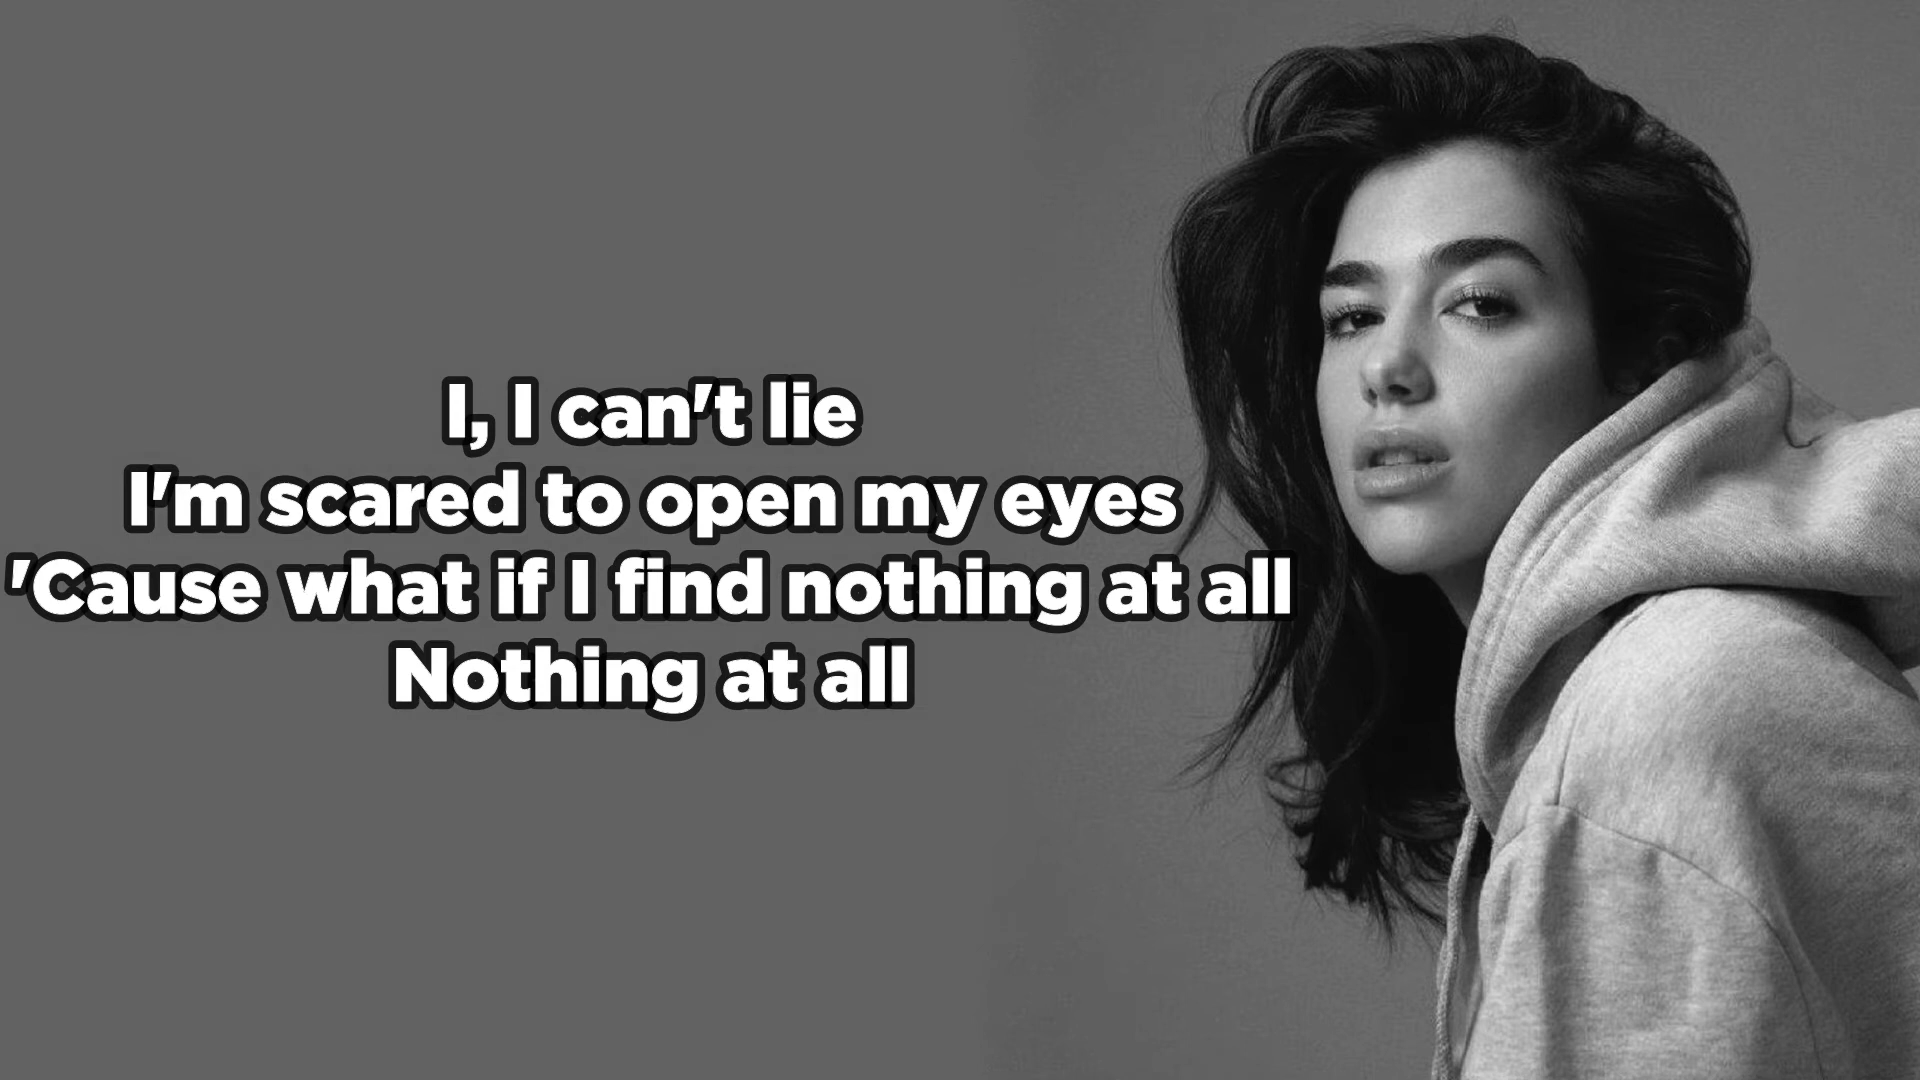 I, I can't lie
I'm scared to open my eyes
'Cause what if I find nothing at all
Nothing at all